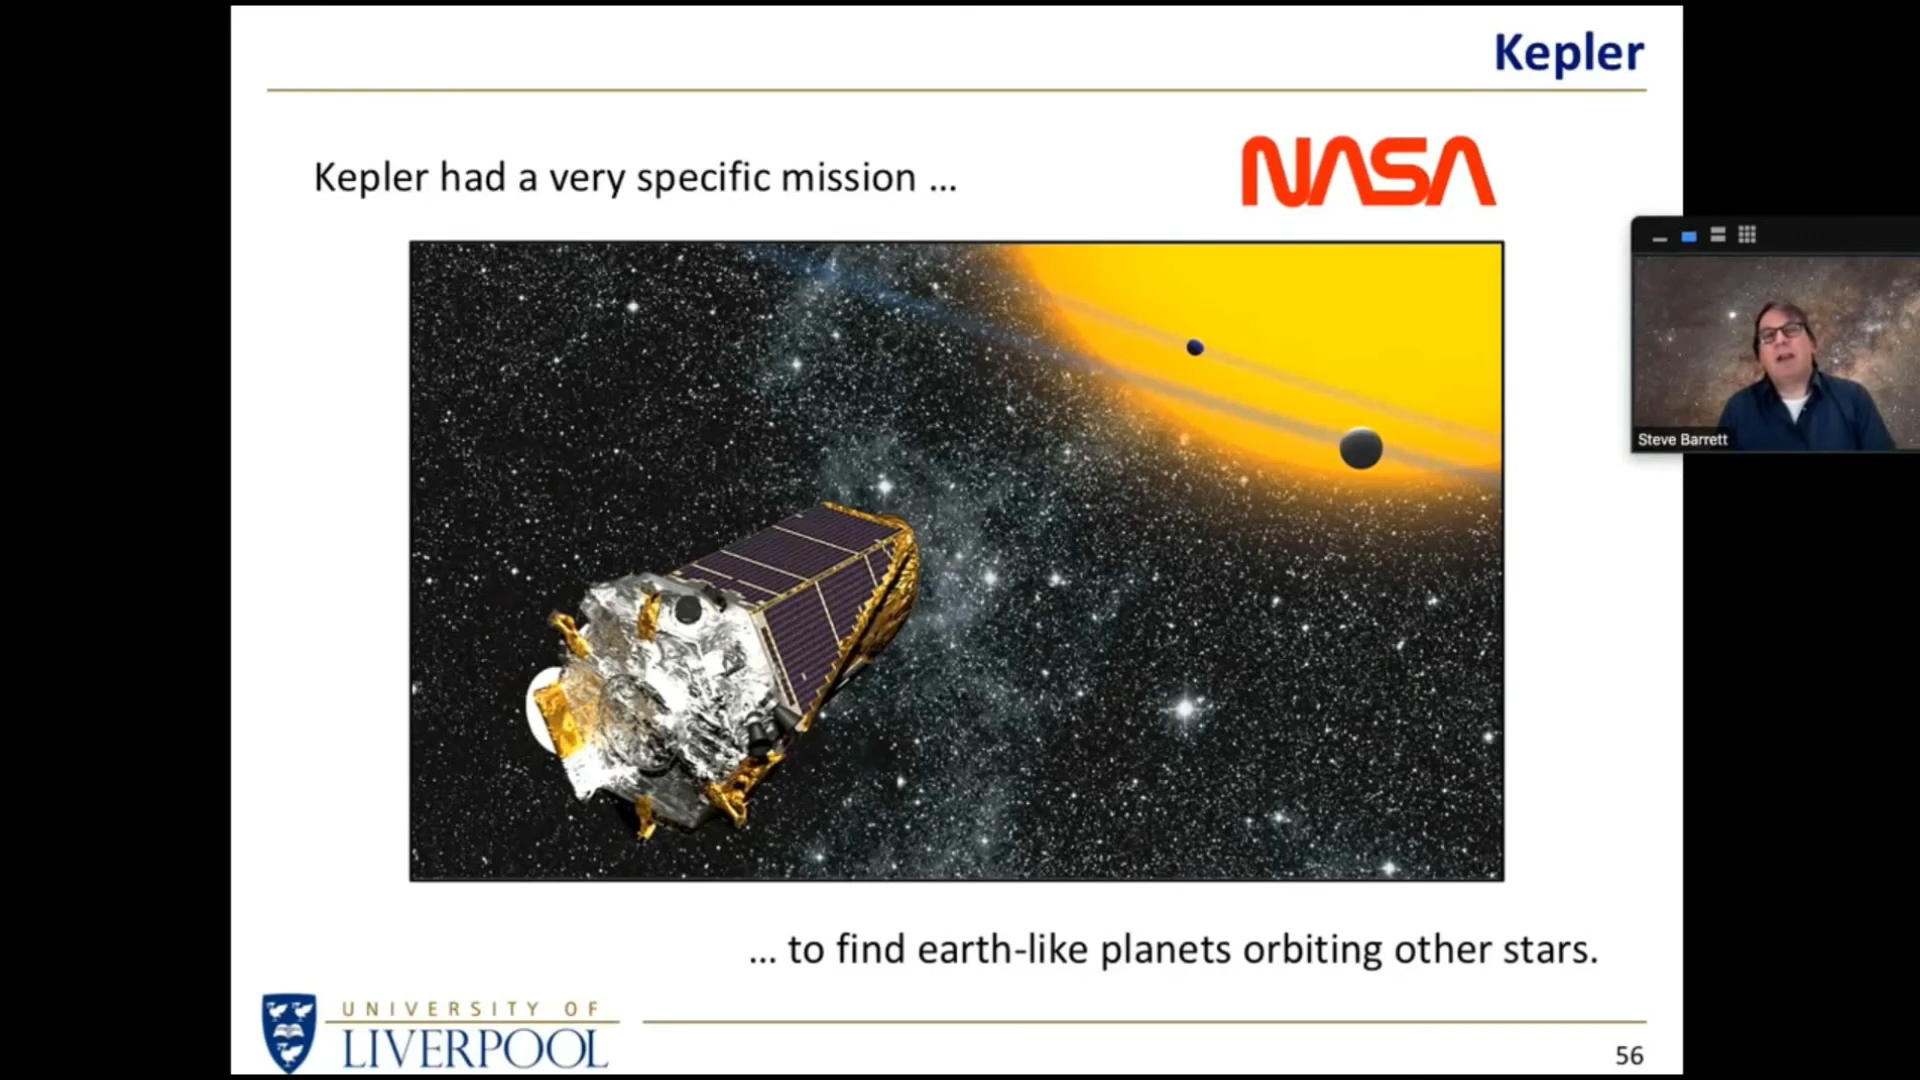 Kepler
Kepler had a very specific mission ...
NASA
Steve Barrett
... to find earth-like planets orbiting other stars.
UNIVERSITY OF
LIVERPOOL
56